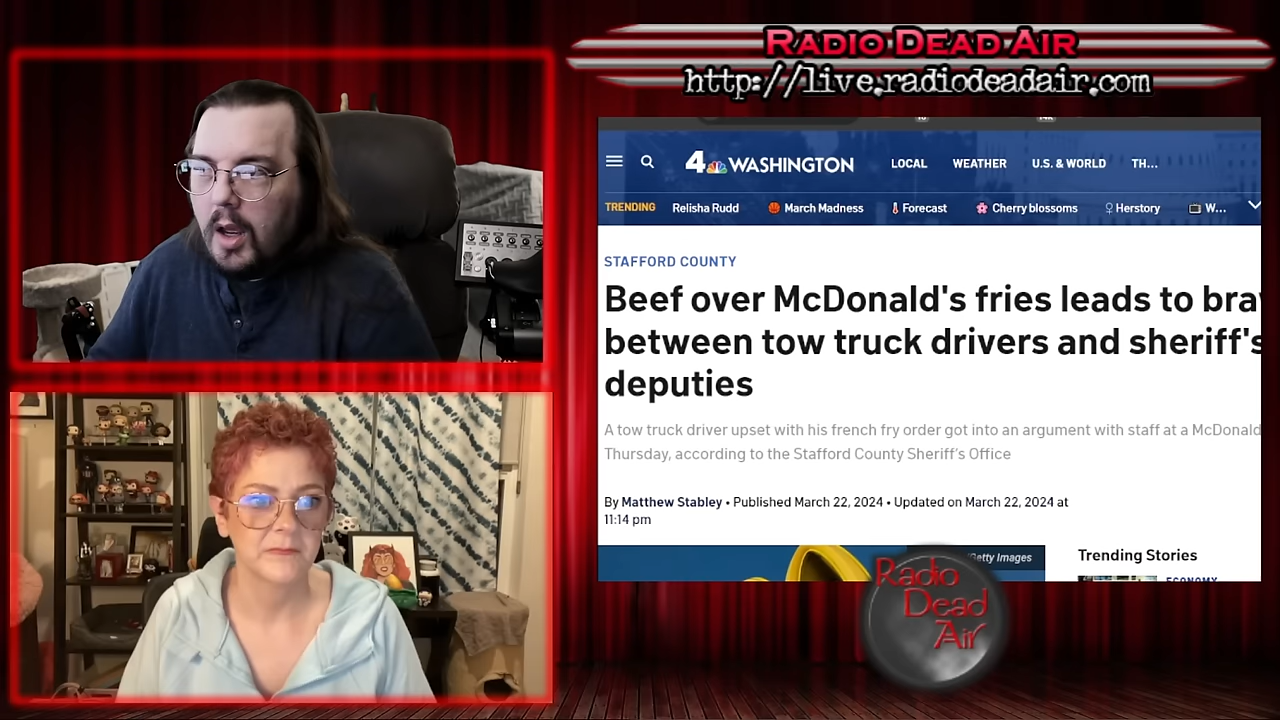 RADIO DEAD AIR
http://live.radiodeadair.com
4 WASHINGTON
LOCAL WEATHER U.S. & WORLD TH...
TRENDING Relisha Rudd March Madness Forecast Cherry blossoms Herstory W...
STAFFORD COUNTY
Beef over McDonald's fries leads to bra
between tow truck drivers and sheriff's
deputies
A tow truck driver upset with his french fry order got into an argument with staff at a McDonald
Thursday, according to the Stafford County Sheriff's Office
By Matthew Stabley • Published March 22, 2024 • Updated on March 22, 2024 at
11:14 pm
/Getty Images
Trending Stories
ECONOMY
Radio
Dead
Air